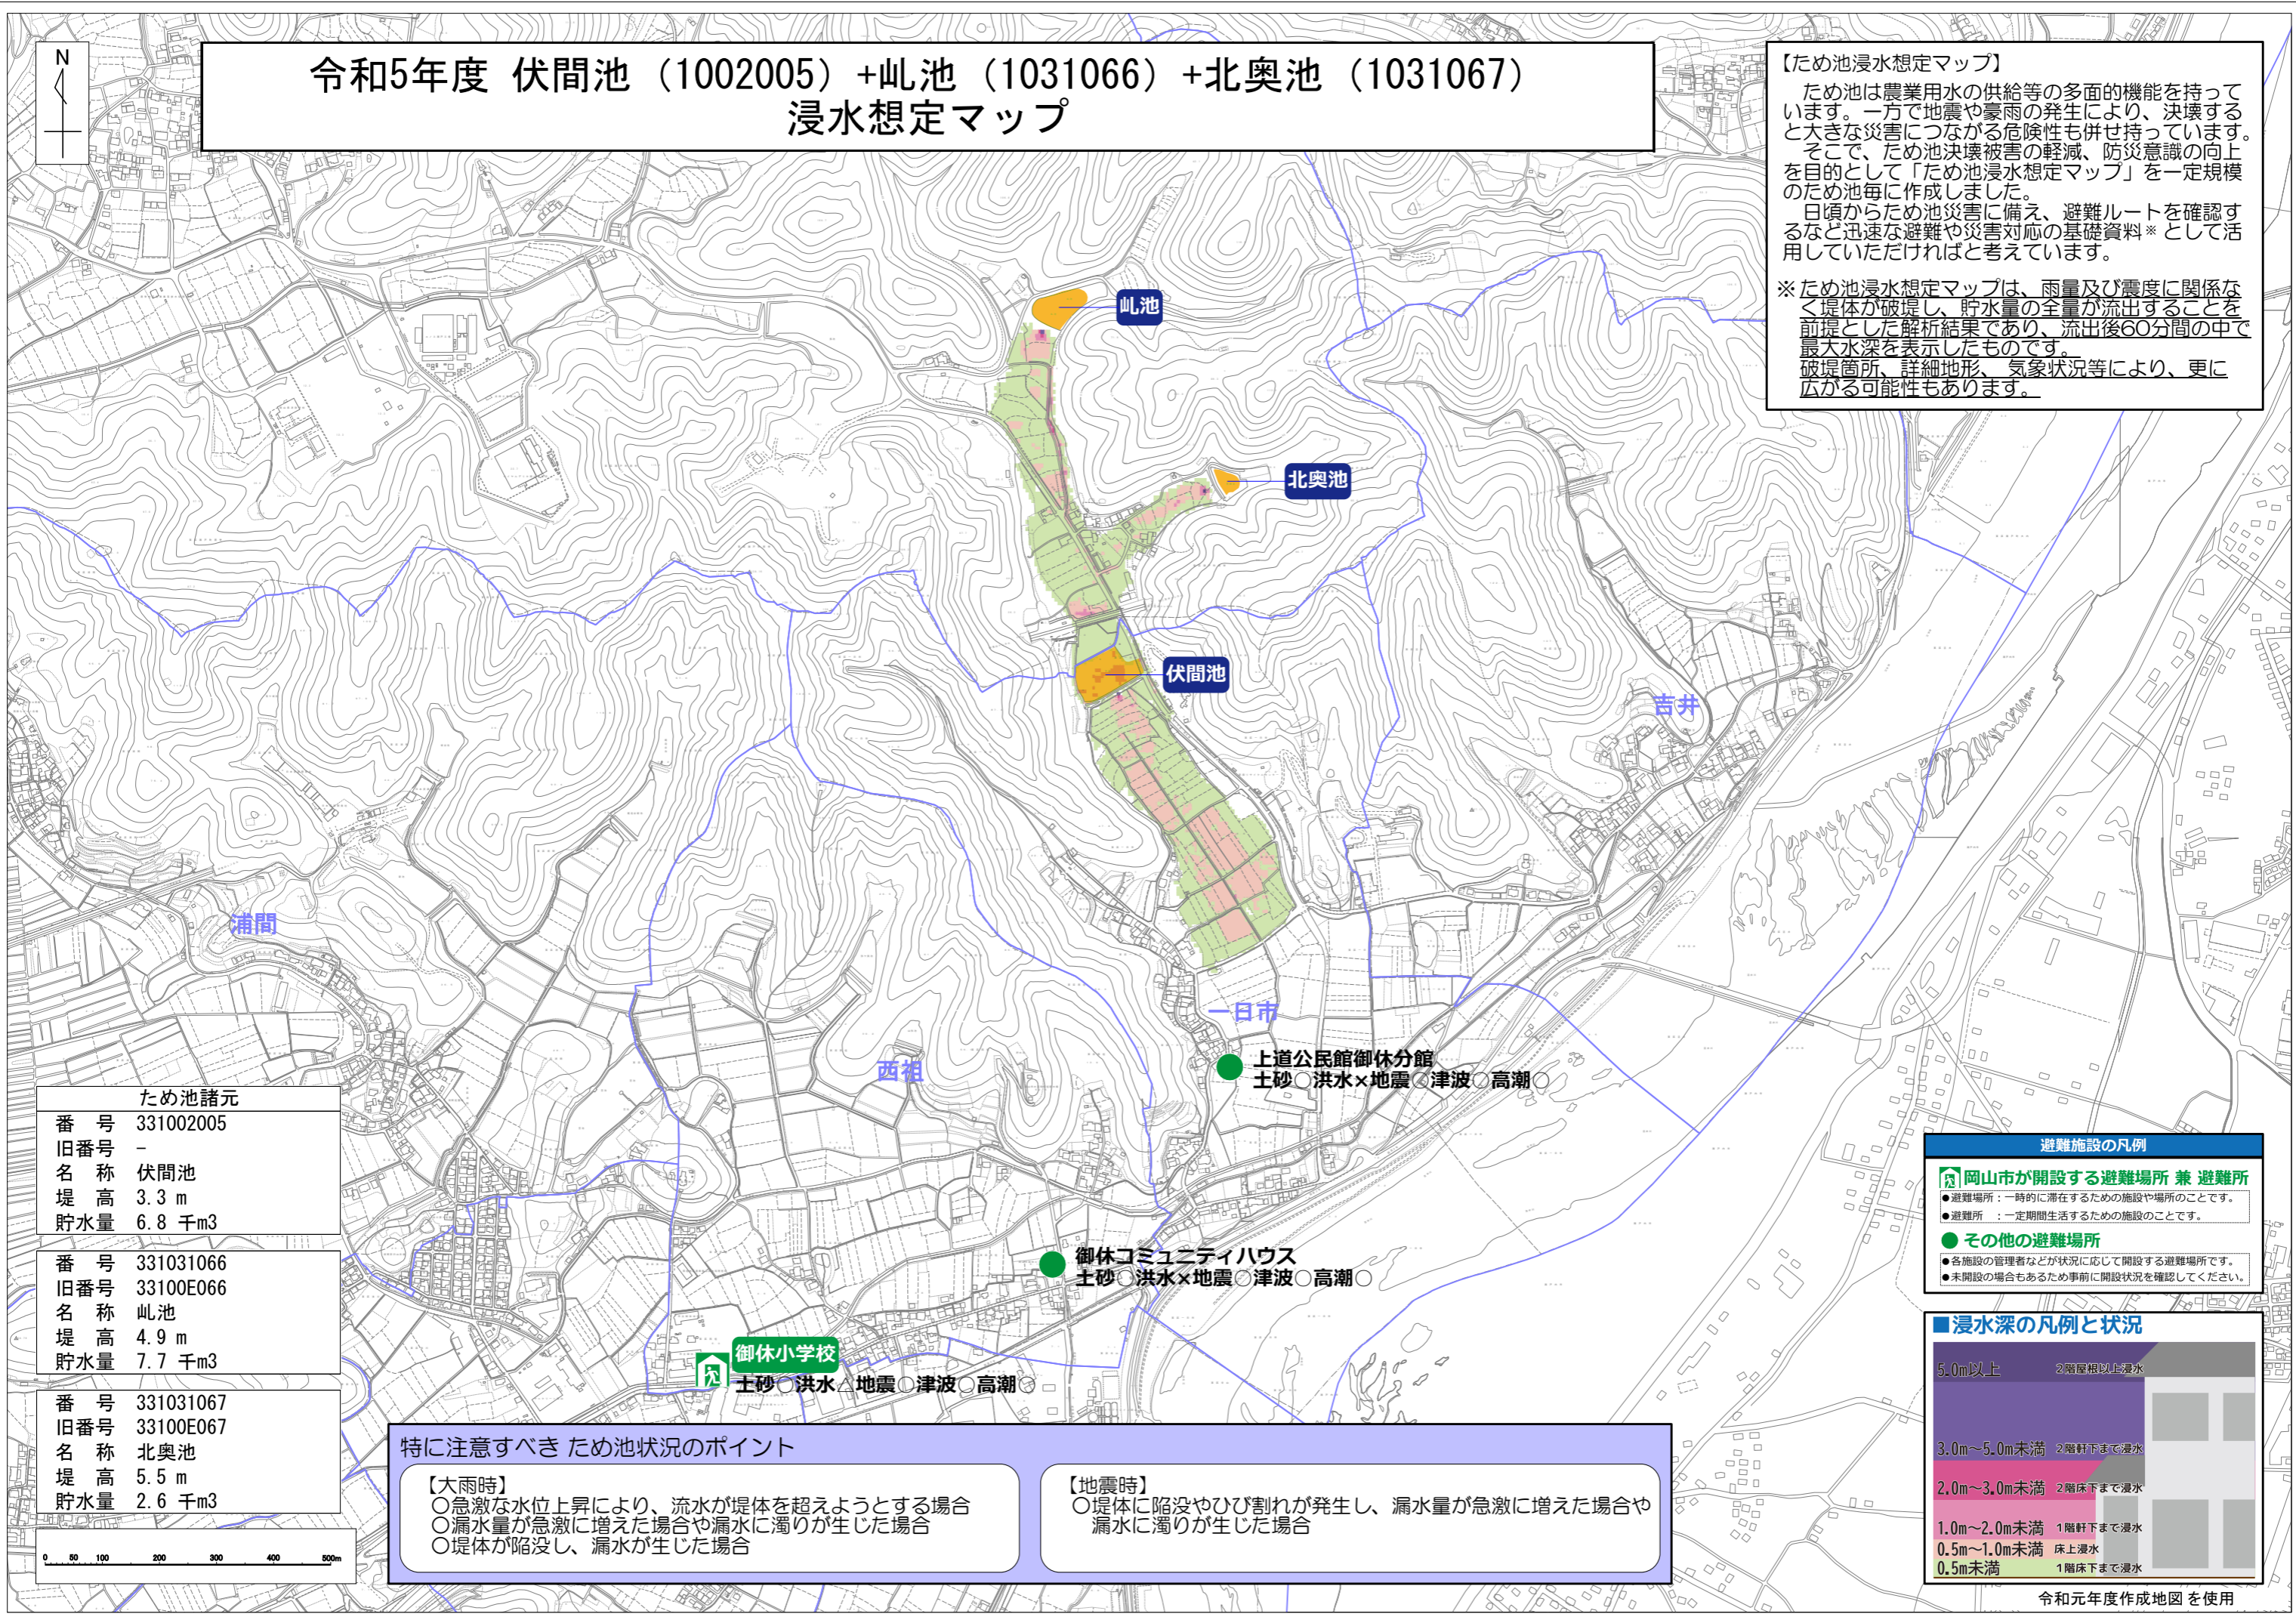 N
令和5年度 伏間池（1002005）+乢池（1031066）+北奥池（1031067）
浸水想定マップ
【ため池浸水想定マップ】
ため池は農業用水の供給等の多面的機能を持って
います。一方で地震や豪雨の発生により、決壊する
と大きな災害につながる危険性も併せ持っています。
そこで、ため池決壊被害の軽減、防災意識の向上
を目的として「ため池浸水想定マップ」を一定規模
のため池毎に作成しました。
日頃からため池災害に備え、避難ルートを確認す
るなど迅速な避難や災害対応の基礎資料※として活
用していただければと考えています。
※ため池浸水想定マップは、雨量及び震度に関係な
く堤体が破堤し、貯水量の全量が流出することを
前提とした解析結果であり、流出後60分間の中で
最大水深を表示したものです。
破堤箇所、詳細地形、 気象状況等により、更に
広がる可能性もあります。
乢池
北奥池
伏間池
吉井
浦間
一日市
西祖
上道公民館御休分館
土砂○洪水×地震○津波○高潮○
御休コミュニティハウス
土砂○洪水×地震○津波○高潮○
御休小学校
土砂○洪水△地震○津波○高潮○
ため池諸元
番 号 331002005
旧番号 -
名 称 伏間池
堤 高 3.3 m
貯水量 6.8 千m3
番 号 331031066
旧番号 33100E066
名 称 乢池
堤 高 4.9 m
貯水量 7.7 千m3
番 号 331031067
旧番号 33100E067
名 称 北奥池
堤 高 5.5 m
貯水量 2.6 千m3
0 50 100 200 300 400 500m
特に注意すべき ため池状況のポイント
【大雨時】
○急激な水位上昇により、流水が堤体を超えようとする場合
○漏水量が急激に増えた場合や漏水に濁りが生じた場合
○堤体が陥没し、漏水が生じた場合
【地震時】
○堤体に陥没やひび割れが発生し、漏水量が急激に増えた場合や
漏水に濁りが生じた場合
避難施設の凡例
岡山市が開設する避難場所 兼 避難所
●避難場所：一時的に滞在するための施設や場所のことです。
●避難所 ：一定期間生活するための施設のことです。
● その他の避難場所
●各施設の管理者などが状況に応じて開設する避難場所です。
●未開設の場合もあるため事前に開設状況を確認してください。
■浸水深の凡例と状況
5.0m以上 2階屋根以上浸水
3.0m～5.0m未満 2階軒下まで浸水
2.0m～3.0m未満 2階床下まで浸水
1.0m～2.0m未満 1階軒下まで浸水
0.5m～1.0m未満 床上浸水
0.5m未満 1階床下まで浸水
令和元年度作成地図を使用